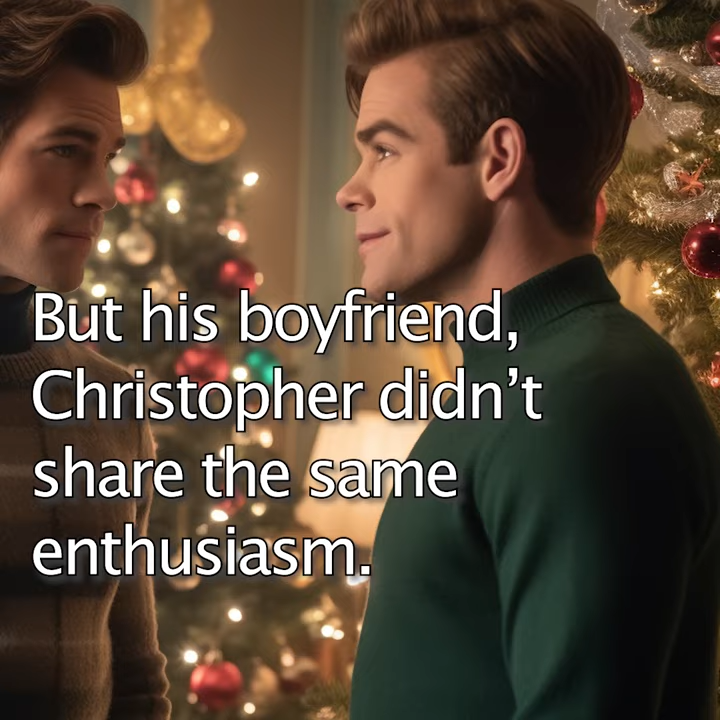 But his boyfriend,
Christopher didn’t
share the same
enthusiasm.